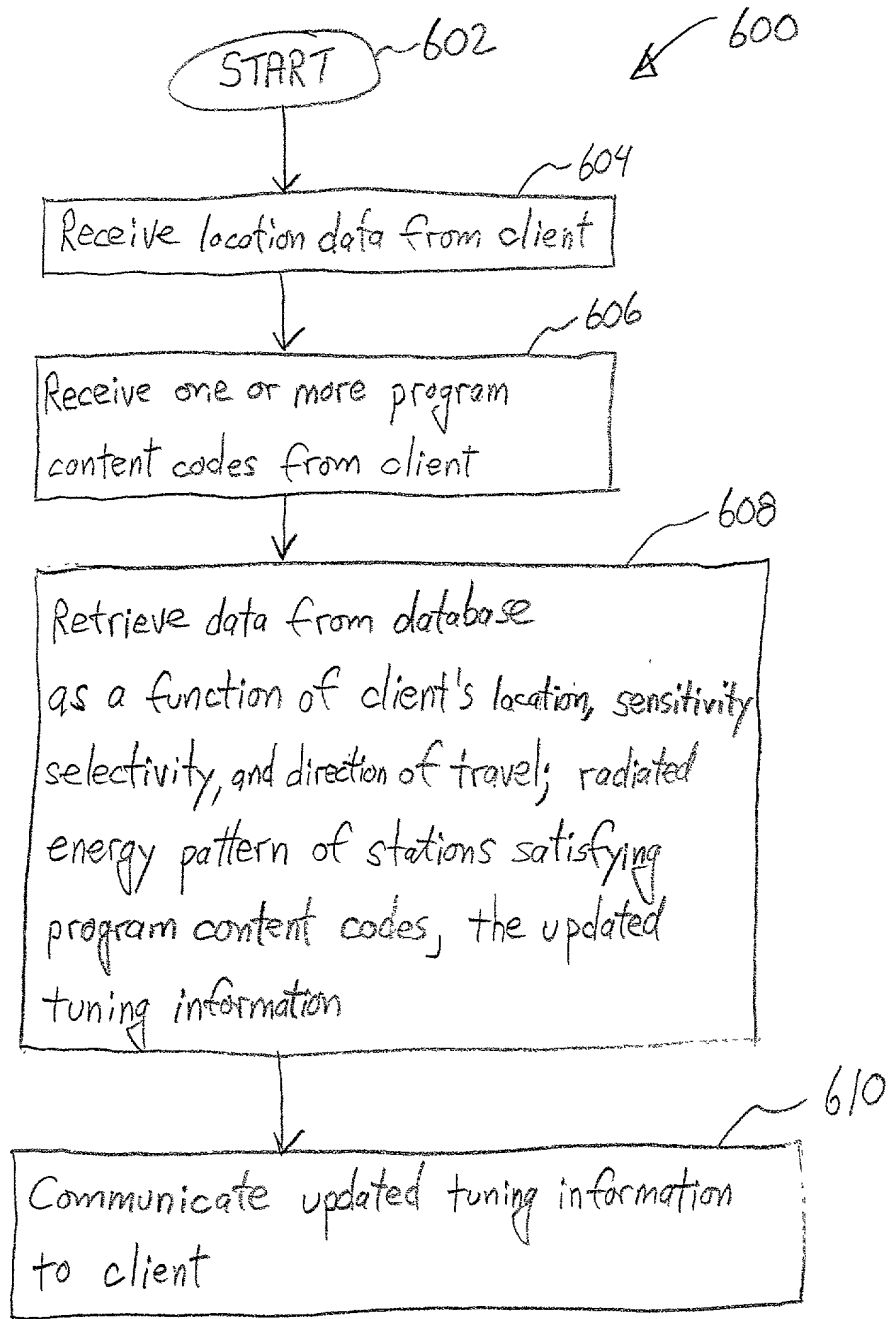 600
START
602
604
Receive location data from client
606
Receive one or more program
content codes from client
608
Retrieve data from database
as a function of client's location, sensitivity
selectivity, and direction of travel; radiated
energy pattern of stations satisfying
program content codes, the updated
tuning information
610
Communicate updated tuning information
to client